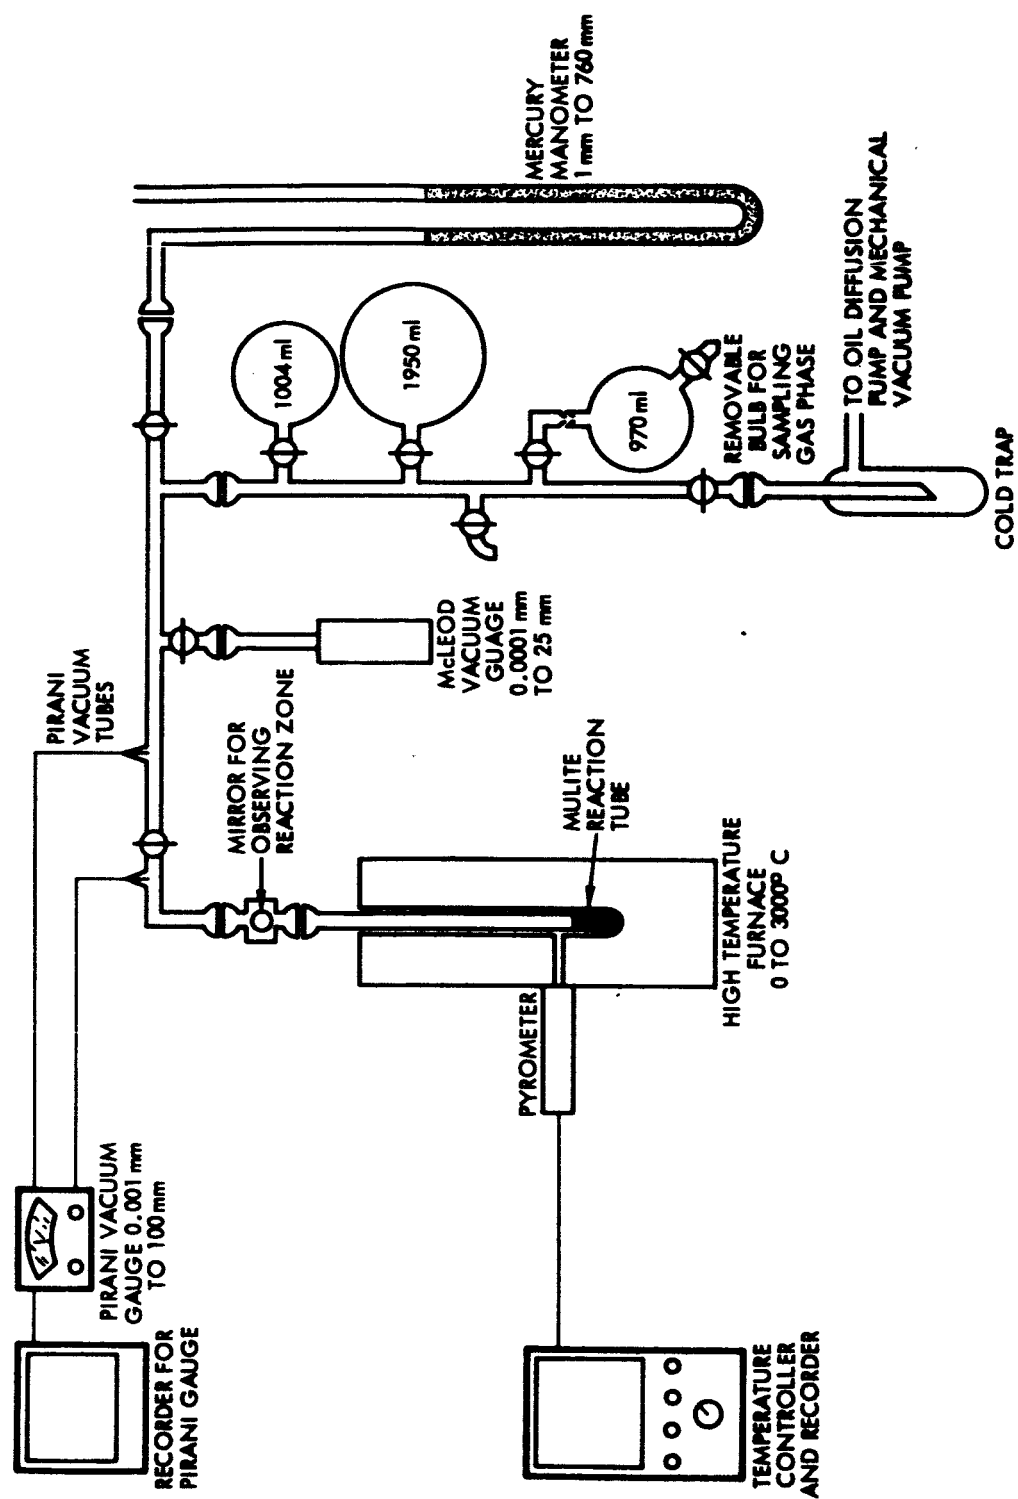 RECORDER FOR
PIRANI GAUGE
PIRANI VACUUM
GAUGE 0.001 mm
TO 100 mm
PIRANI
VACUUM
TUBES
MIRROR FOR
OBSERVING
REACTION ZONE
McLEOD
VACUUM
GUAGE
0.0001 mm
TO 25 mm
1004 ml
1950 ml
970 ml
REMOVABLE
BULB FOR
SAMPLING
GAS PHASE
MERCURY
MANOMETER
1 mm TO 760 mm
TO OIL DIFFUSION
PUMP AND MECHANICAL
VACUUM PUMP
COLD TRAP
MULITE
REACTION
TUBE
HIGH TEMPERATURE
FURNACE
0 TO 3000° C
PYROMETER
TEMPERATURE
CONTROLLER
AND RECORDER